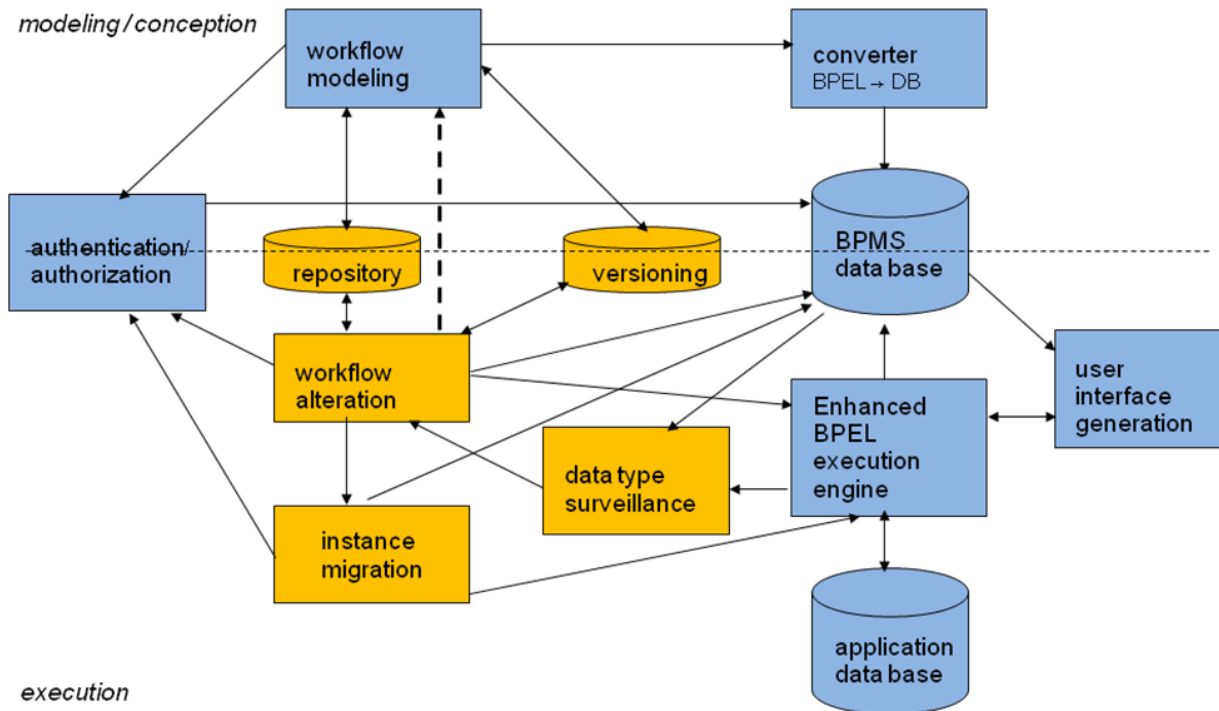 modeling / conception
workflow
modeling
converter
BPEL → DB
authentication/
authorization
repository
versioning
BPMS
data base
workflow
alteration
user
interface
generation
Enhanced
BPEL
execution
engine
data type
surveillance
instance
migration
application
data base
execution